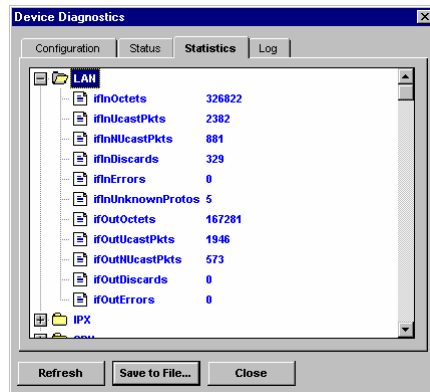 Device Diagnostics
Configuration Status Statistics Log
LAN
ifInOctets 326822
ifInUcastPkts 2382
ifInNUcastPkts 881
ifInDiscards 329
ifInErrors 0
ifInUnknownProtos 5
ifOutOctets 167281
ifOutUcastPkts 1946
ifOutNUcastPkts 573
ifOutDiscards 0
ifOutErrors 0
IPX
Refresh Save to File... Close